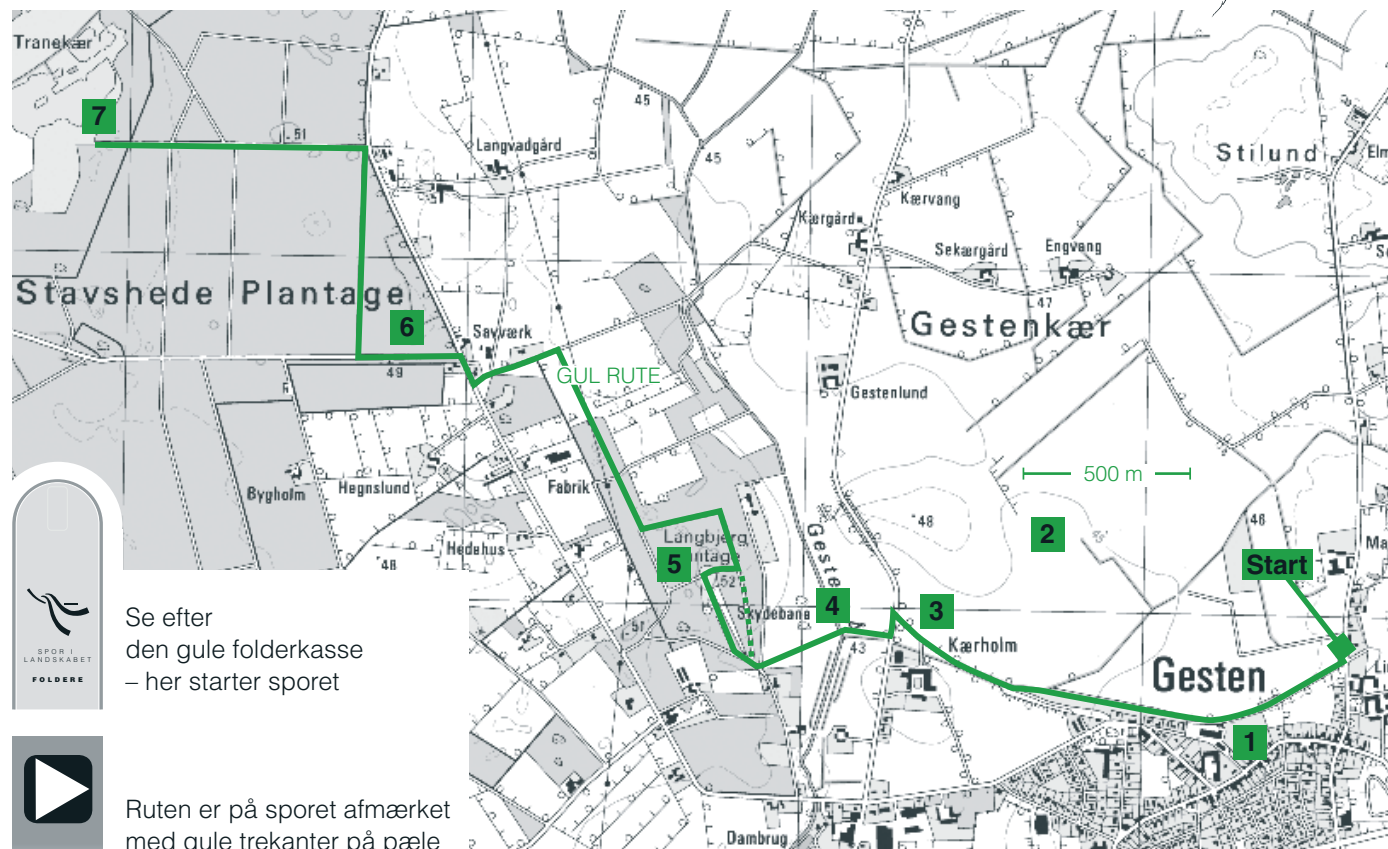 Tranekær
7
51
45
Langvadgård
45
Stilund
Elm
Kærvang
Kærgård
Sekærgård
Engvang
47
Stavshede Plantage
6
Savværk
Gestenkær
49
GUL RUTE
Gestenlund
500 m
Bygholm
Hegnslund
Fabrik
48
2
46
Start
Hedehus
48
Langbjerg
Plantage
5
52
Skydebane
4
3
51
43
Kærholm
Gesten
1
Dambrug
SPOR I
LANDSKABET
FOLDERE
Se efter
den gule folderkasse
– her starter sporet
Ruten er på sporet afmærket
med gule trekanter på pæle